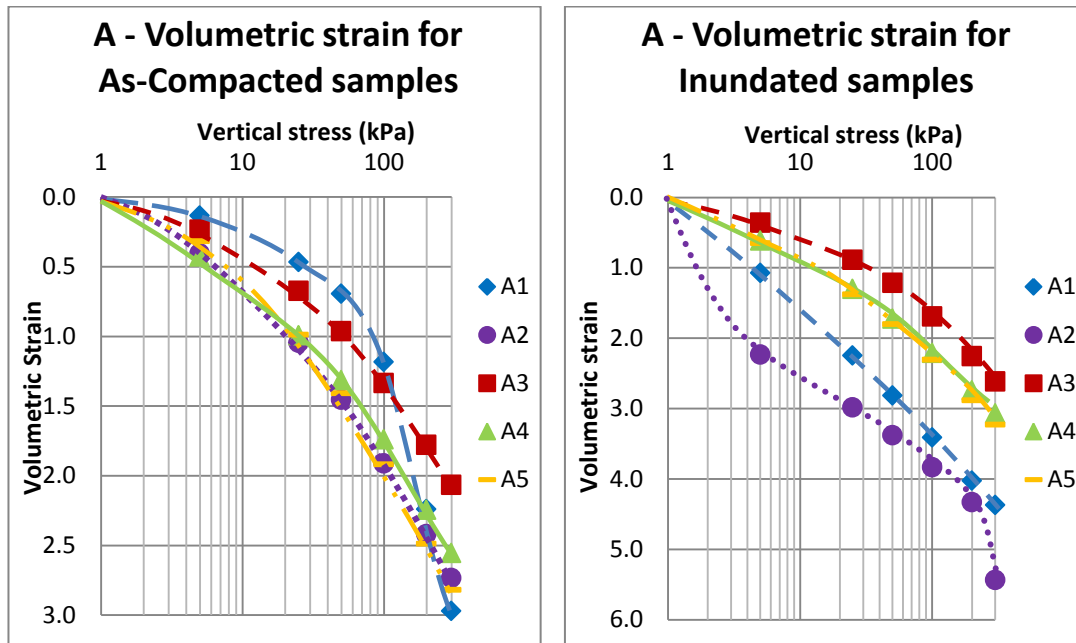 A - Volumetric strain for
As-Compacted samples
Vertical stress (kPa)
1 10 100
0.0
0.5
1.0
1.5
2.0
2.5
3.0
Volumetric Strain
A1
A2
A3
A4
A5
A - Volumetric strain for
Inundated samples
Vertical stress (kPa)
1 10 100
0.0
1.0
2.0
3.0
4.0
5.0
6.0
Volumetric strain
A1
A2
A3
A4
A5